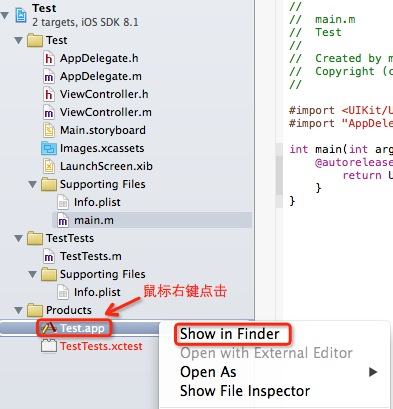 Test
2 targets, iOS SDK 8.1
Test
AppDelegate.h
AppDelegate.m
ViewController.h
ViewController.m
Main.storyboard
Images.xcassets
LaunchScreen.xib
Supporting Files
Info.plist
main.m
TestTests
TestTests.m
Supporting Files
Info.plist
Products
Test.app
TestTests.xctest
//
// main.m
// Test
//
// Created by m
// Copyright (c
//
#import <UIKit/U
#import "AppDele
int main(int arg
@autorelease
return U
}
}
鼠标右键点击
Show in Finder
Open with External Editor
Open As
Show File Inspector